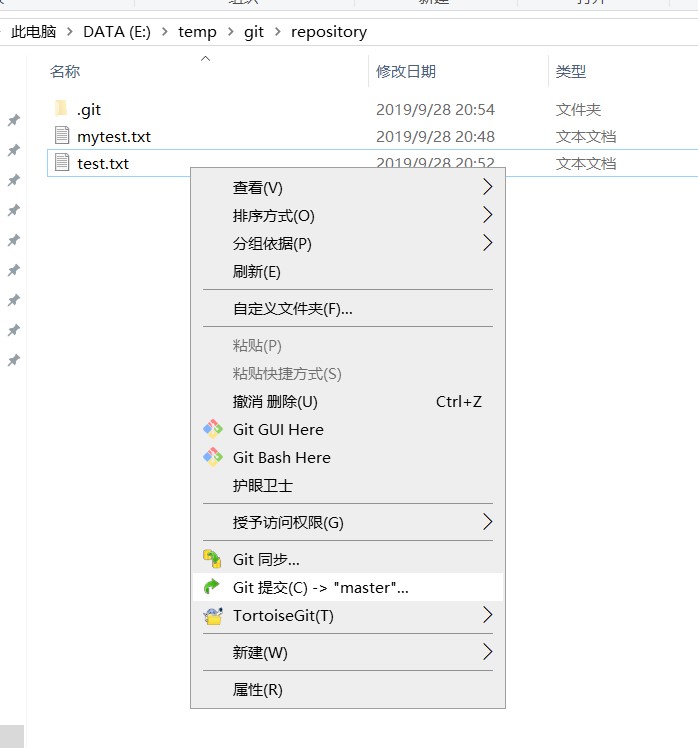 此电脑 > DATA (E:) > temp > git > repository
名称 修改日期 类型
.git 2019/9/28 20:54 文件夹
mytest.txt 2019/9/28 20:48 文本文档
test.txt 2019/9/28 20:52 文本文档
查看(V)
排序方式(O)
分组依据(P)
刷新(E)
自定义文件夹(F)...
粘贴(P)
粘贴快捷方式(S)
撤消 删除(U) Ctrl+Z
Git GUI Here
Git Bash Here
护眼卫士
授予访问权限(G)
Git 同步...
Git 提交(C) -> "master"...
TortoiseGit(T)
新建(W)
属性(R)